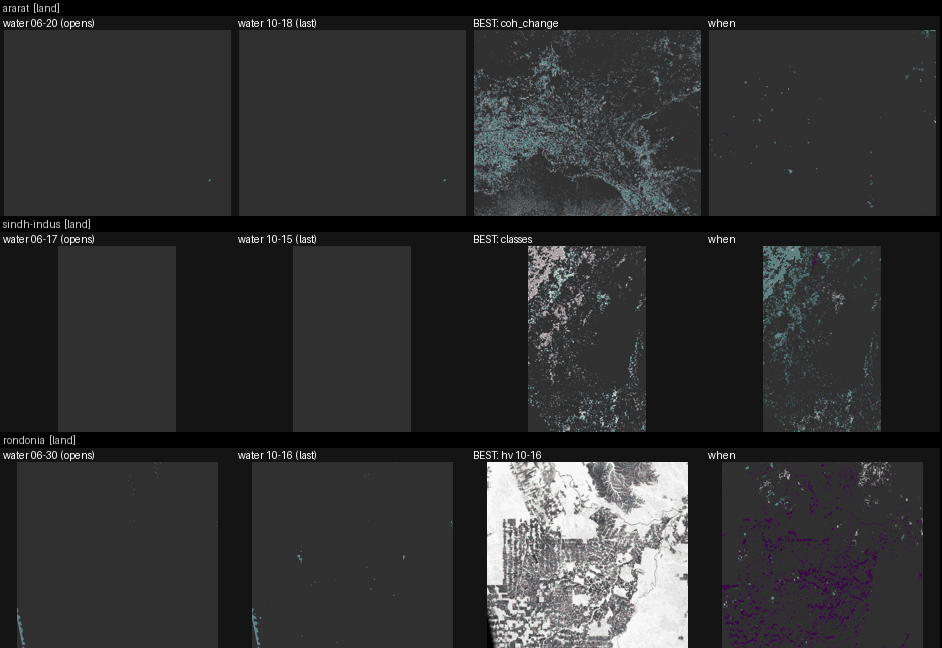 ararat [land]
water 06-20 (opens) water 10-18 (last) BEST: coh_change when
sindh-indus [land]
water 06-17 (opens) water 10-15 (last) BEST: classes when
rondonia [land]
water 06-30 (opens) water 10-16 (last) BEST: hv 10-16 when